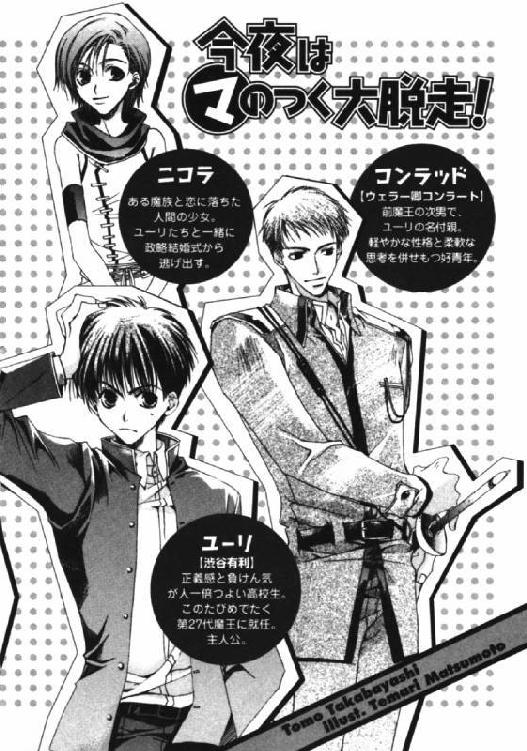 今夜は
マのつく大脱走!
ニコラ
ある魔族と恋に落ちた
人間の少女。
ユーリたちと一緒に
政略結婚式から
逃げ出す。
コンラッド
【ウェラー卿コンラート】
前魔王の次男で、
ユーリの名付親。
軽やかな性格と柔軟な
思考を併せもつ好青年。
ユーリ
【渋谷有利】
正義感と負けん気
が人一倍つよい高校生。
このたびめでたく
第27代魔王に就任。
主人公。
Tomo Takabayashi
illust. Temari Matsumoto